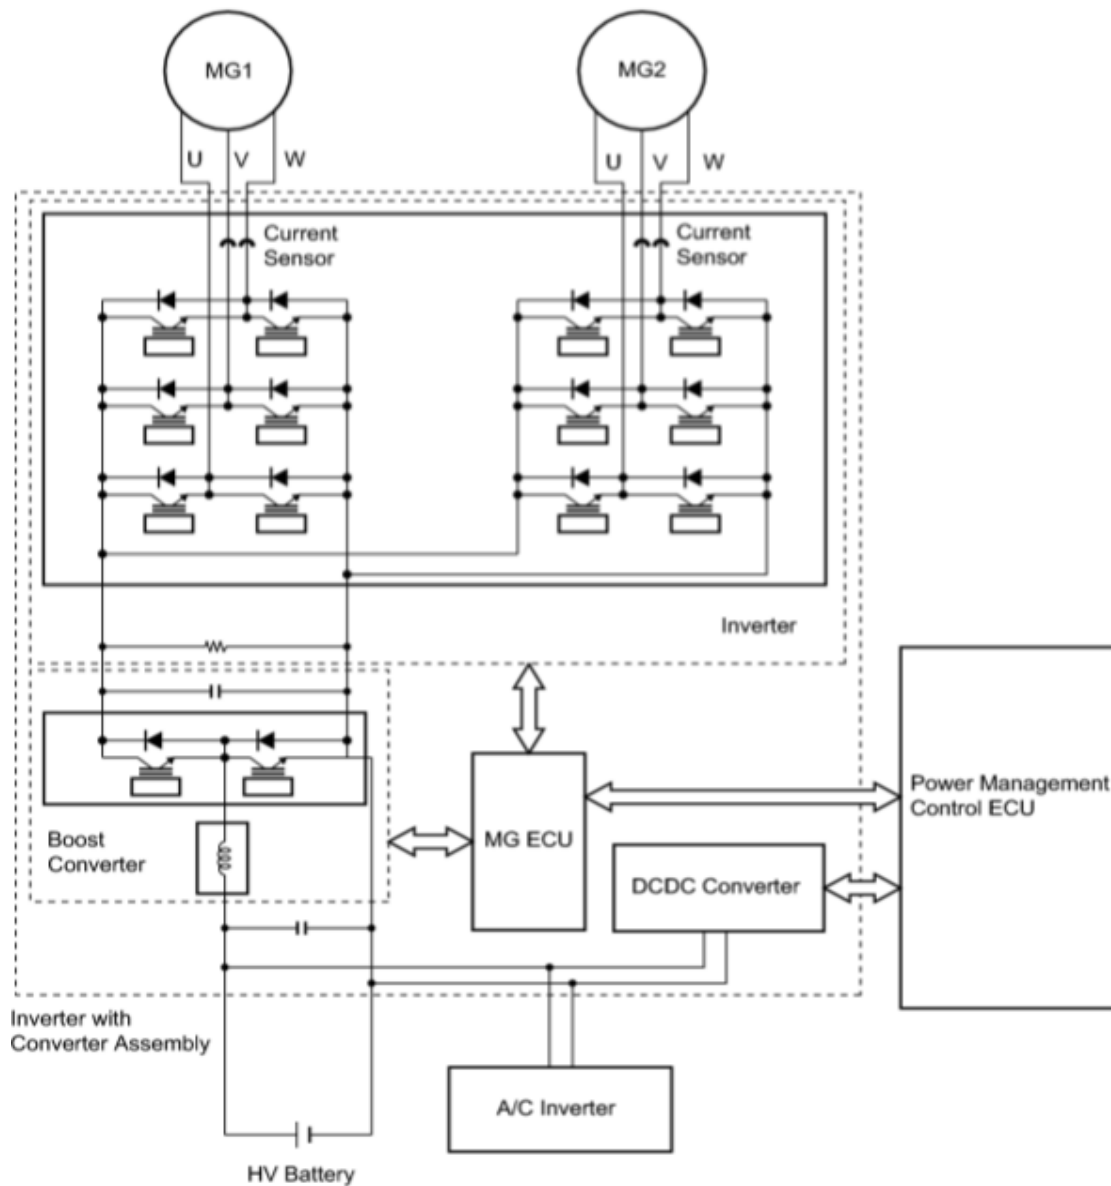 MG1
MG2
U
V
W
U
V
W
Current
Sensor
Current
Sensor
Inverter
Power Management
Control ECU
Boost
Converter
MG ECU
DCDC Converter
Inverter with
Converter Assembly
A/C Inverter
HV Battery